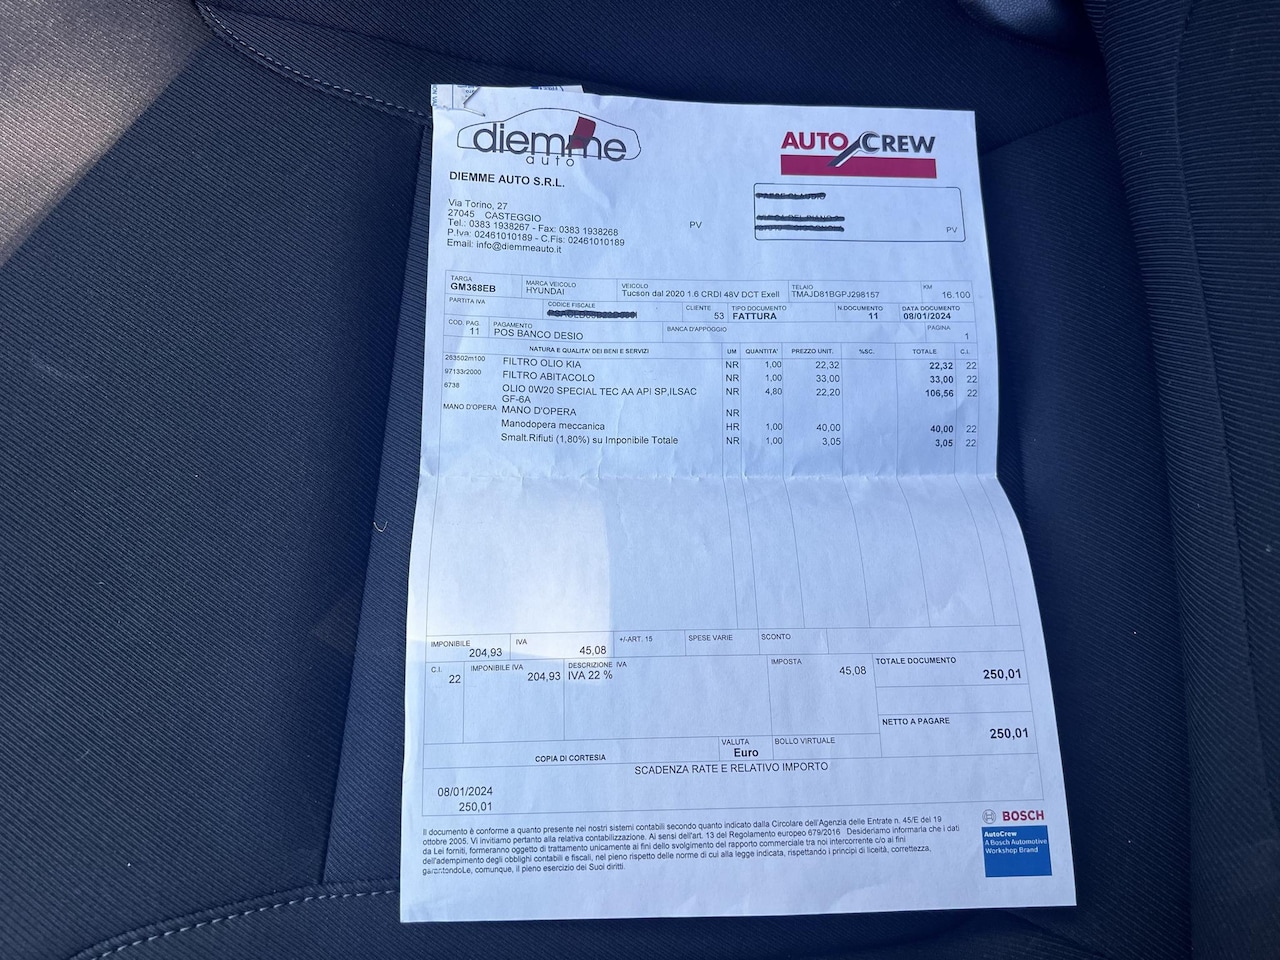 diemme
auto
AUTO CREW
DIEMME AUTO S.R.L.
Via Torino, 27
27045 CASTEGGIO
Tel.: 0383 1938267 - Fax: 0383 1938268
P.Iva: 02461010189 - C.Fis: 02461010189
Email: info@diemmeauto.it
PV
PV
TARGA MARCA VEICOLO VEICOLO TELAIO KM
GM368EB HYUNDAI Tucson dal 2020 1.6 CRDI 48V DCT Exell TMAJD81BGPJ298157 16.100
PARTITA IVA CODICE FISCALE CLIENTE TIPO DOCUMENTO N.DOCUMENTO DATA DOCUMENTO
53 FATTURA 11 08/01/2024
COD. PAG. PAGAMENTO BANCA D'APPOGGIO PAGINA
11 POS BANCO DESIO 1
NATURA E QUALITA' DEI BENI E SERVIZI UM QUANTITA' PREZZO UNIT. %SC. TOTALE C.I.
263502m100 FILTRO OLIO KIA NR 1,00 22,32 22,32 22
97133r2000 FILTRO ABITACOLO NR 1,00 33,00 33,00 22
6738 OLIO 0W20 SPECIAL TEC AA API SP,ILSAC NR 4,80 22,20 106,56 22
GF-6A
MANO D'OPERA MANO D'OPERA NR
Manodopera meccanica HR 1,00 40,00 40,00 22
Smalt.Rifiuti (1,80%) su Imponibile Totale NR 1,00 3,05 3,05 22
IMPONIBILE IVA +/-ART. 15 SPESE VARIE SCONTO
204,93 45,08
C.I. IMPONIBILE IVA DESCRIZIONE IVA IMPOSTA TOTALE DOCUMENTO
22 204,93 IVA 22 % 45,08 250,01
NETTO A PAGARE
250,01
COPIA DI CORTESIA VALUTA BOLLO VIRTUALE
Euro
SCADENZA RATE E RELATIVO IMPORTO
08/01/2024
250,01
Il documento è conforme a quanto presente nei nostri sistemi contabili secondo quanto indicato dalla Circolare dell'Agenzia delle Entrate n. 45/E del 19
ottobre 2005. Vi invitiamo pertanto alla relativa contabilizzazione. Ai sensi dell'art. 13 del Regolamento europeo 679/2016 Desideriamo informarla che i dati
da Lei forniti, formeranno oggetto di trattamento unicamente ai fini dello svolgimento del rapporto commerciale tra noi intercorrente c/o ai fini
dell'adempimento degli obblighi contabili e fiscali, nel pieno rispetto delle norme di cui alla legge indicata, rispettando i principi di liceità, correttezza,
garantendoLe, comunque, il pieno esercizio dei Suoi diritti.
BOSCH
AutoCrew
A Bosch Automotive
Workshop Brand